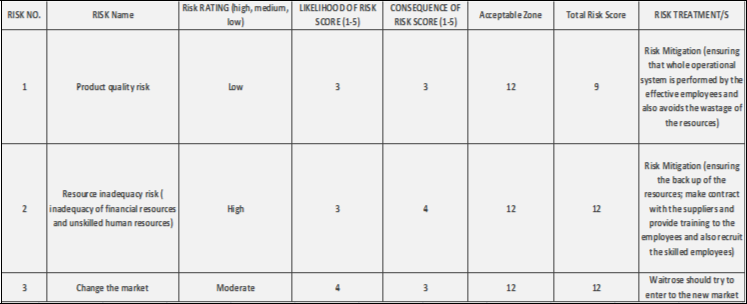 RISK NO.
RISK Name
Risk RATING (high, medium,
low)
LIKELIHOOD OF RISK
SCORE (1-5)
CONSEQUENCE OF
RISK SCORE (1-5)
Acceptable Zone
Total Risk Score
RISK TREATMENT/S
1
Product quality risk
Low
3
3
12
9
Risk Mitigation (ensuring
that whole operational
system is performed by the
effective employees and
also avoids the wastage of
the resources)
2
Resource inadequacy risk (
inadequacy of financial resources
and unskilled human resources)
High
3
4
12
12
Risk Mitigation (ensuring
the back up of the
resources; make contract
with the suppliers and
provide training to the
employees and also recruit
the skilled employees)
3
Change the market
Moderate
4
3
12
12
Waitrose should try to
enter to the new market